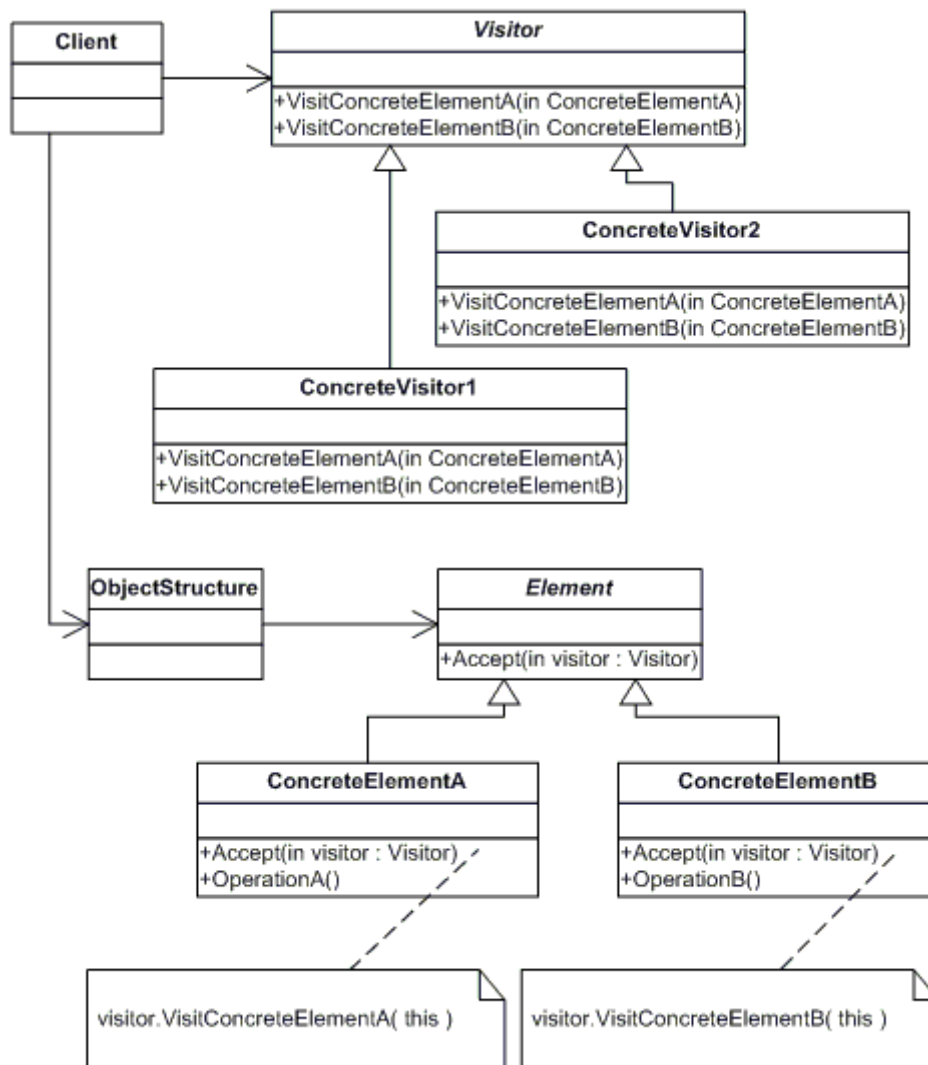 Client
Visitor
+VisitConcreteElementA(in ConcreteElementA)
+VisitConcreteElementB(in ConcreteElementB)
ConcreteVisitor2
+VisitConcreteElementA(in ConcreteElementA)
+VisitConcreteElementB(in ConcreteElementB)
ConcreteVisitor1
+VisitConcreteElementA(in ConcreteElementA)
+VisitConcreteElementB(in ConcreteElementB)
ObjectStructure
Element
+Accept(in visitor : Visitor)
ConcreteElementA
+Accept(in visitor : Visitor)
+OperationA()
ConcreteElementB
+Accept(in visitor : Visitor)
+OperationB()
visitor.VisitConcreteElementA( this )
visitor.VisitConcreteElementB( this )